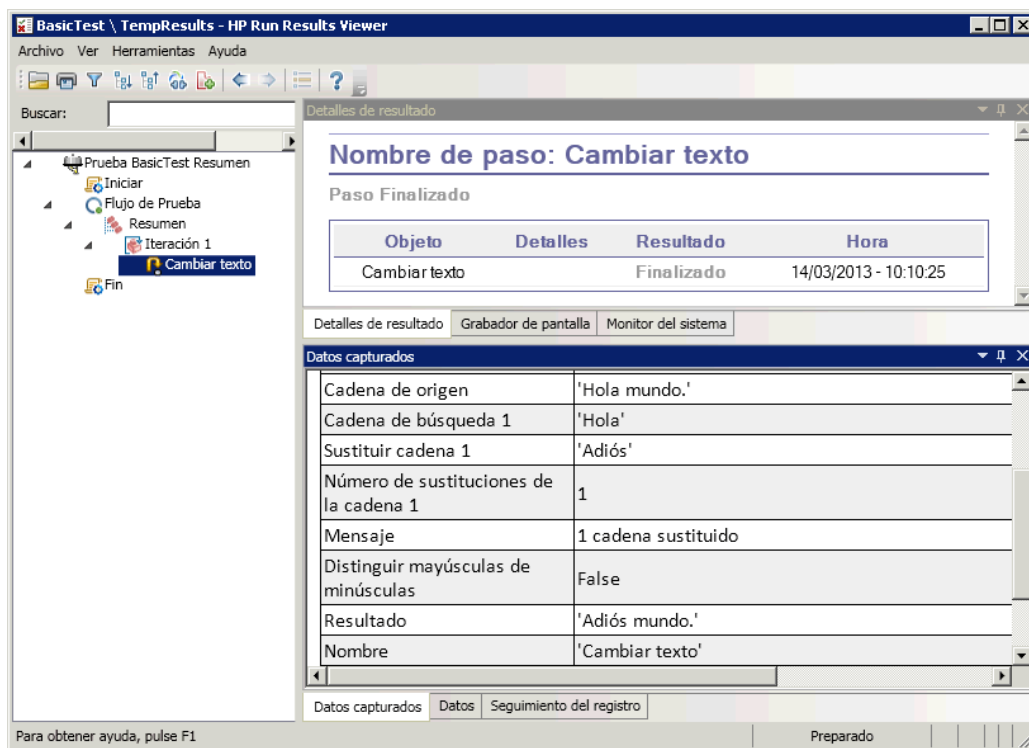 BasicTest \ TempResults - HP Run Results Viewer
Archivo Ver Herramientas Ayuda
Buscar:
Prueba BasicTest Resumen
Iniciar
Flujo de Prueba
Resumen
Iteración 1
Cambiar texto
Fin
Detalles de resultado
Nombre de paso: Cambiar texto
Paso Finalizado
Objeto Detalles Resultado Hora
Cambiar texto Finalizado 14/03/2013 - 10:10:25
Detalles de resultado Grabador de pantalla Monitor del sistema
Datos capturados
Cadena de origen 'Hola mundo.'
Cadena de búsqueda 1 'Hola'
Sustituir cadena 1 'Adiós'
Número de sustituciones de
la cadena 1 1
Mensaje 1 cadena sustituido
Distinguir mayúsculas de
minúsculas False
Resultado 'Adiós mundo.'
Nombre 'Cambiar texto'
Datos capturados Datos Seguimiento del registro
Para obtener ayuda, pulse F1 Preparado